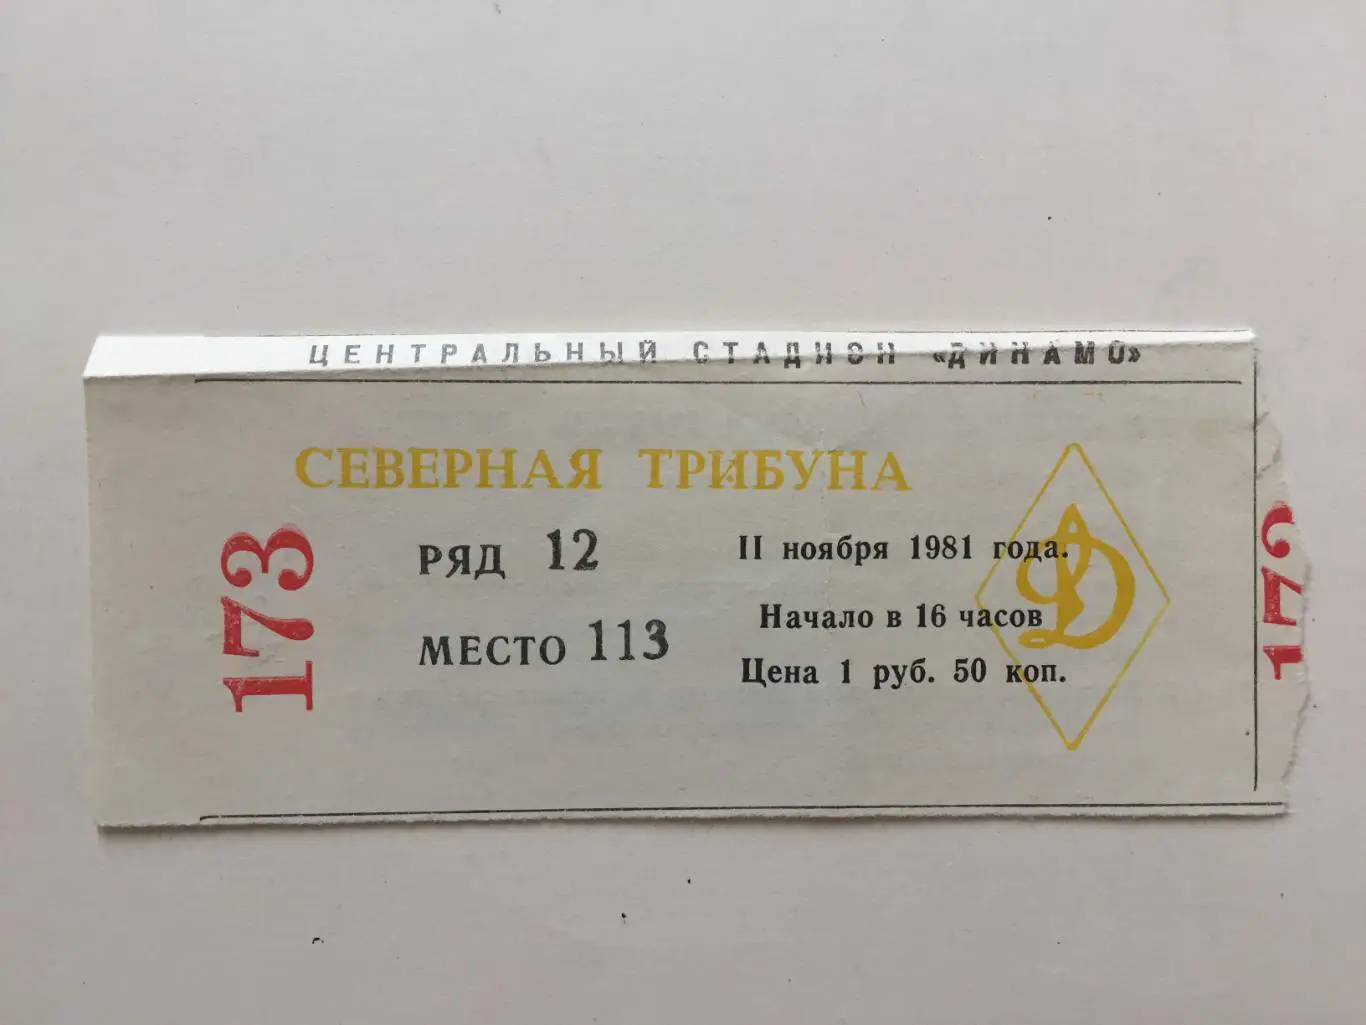 ЦЕНТРАЛЬНЫЙ СТАДИОН «ДИНАМО»
СЕВЕРНАЯ ТРИБУНА
173
РЯД 12
МЕСТО 113
II ноября 1981 года.
Начало в 16 часов
Цена 1 руб. 50 коп.
Д